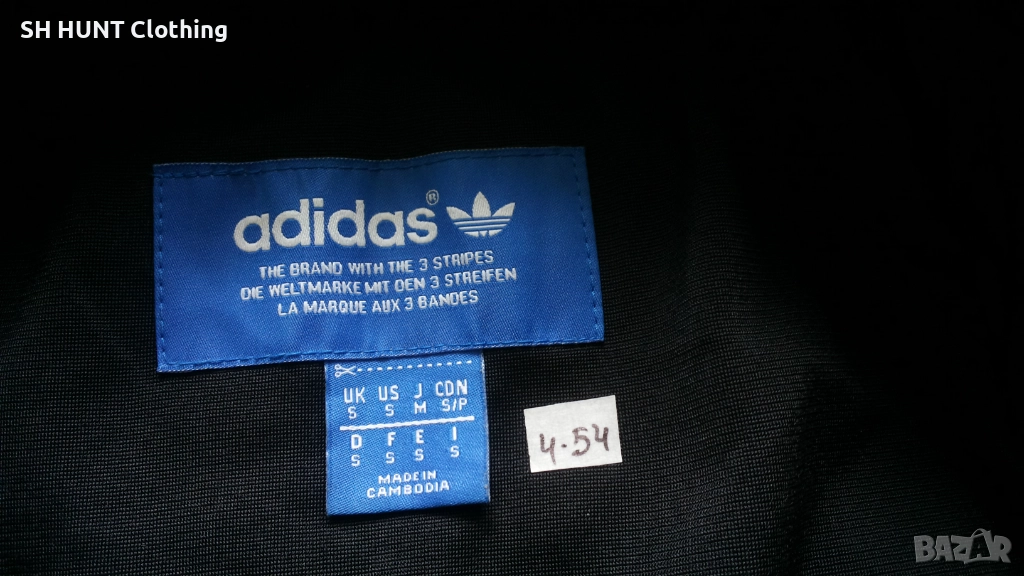 SH HUNT Clothing
adidas®
THE BRAND WITH THE 3 STRIPES
DIE WELTMARKE MIT DEN 3 STREIFEN
LA MARQUE AUX 3 BANDES
UK US J CDN
S S M S/P
D F E I
S S S S
MADE IN
CAMBODIA
4-54
BAZAR